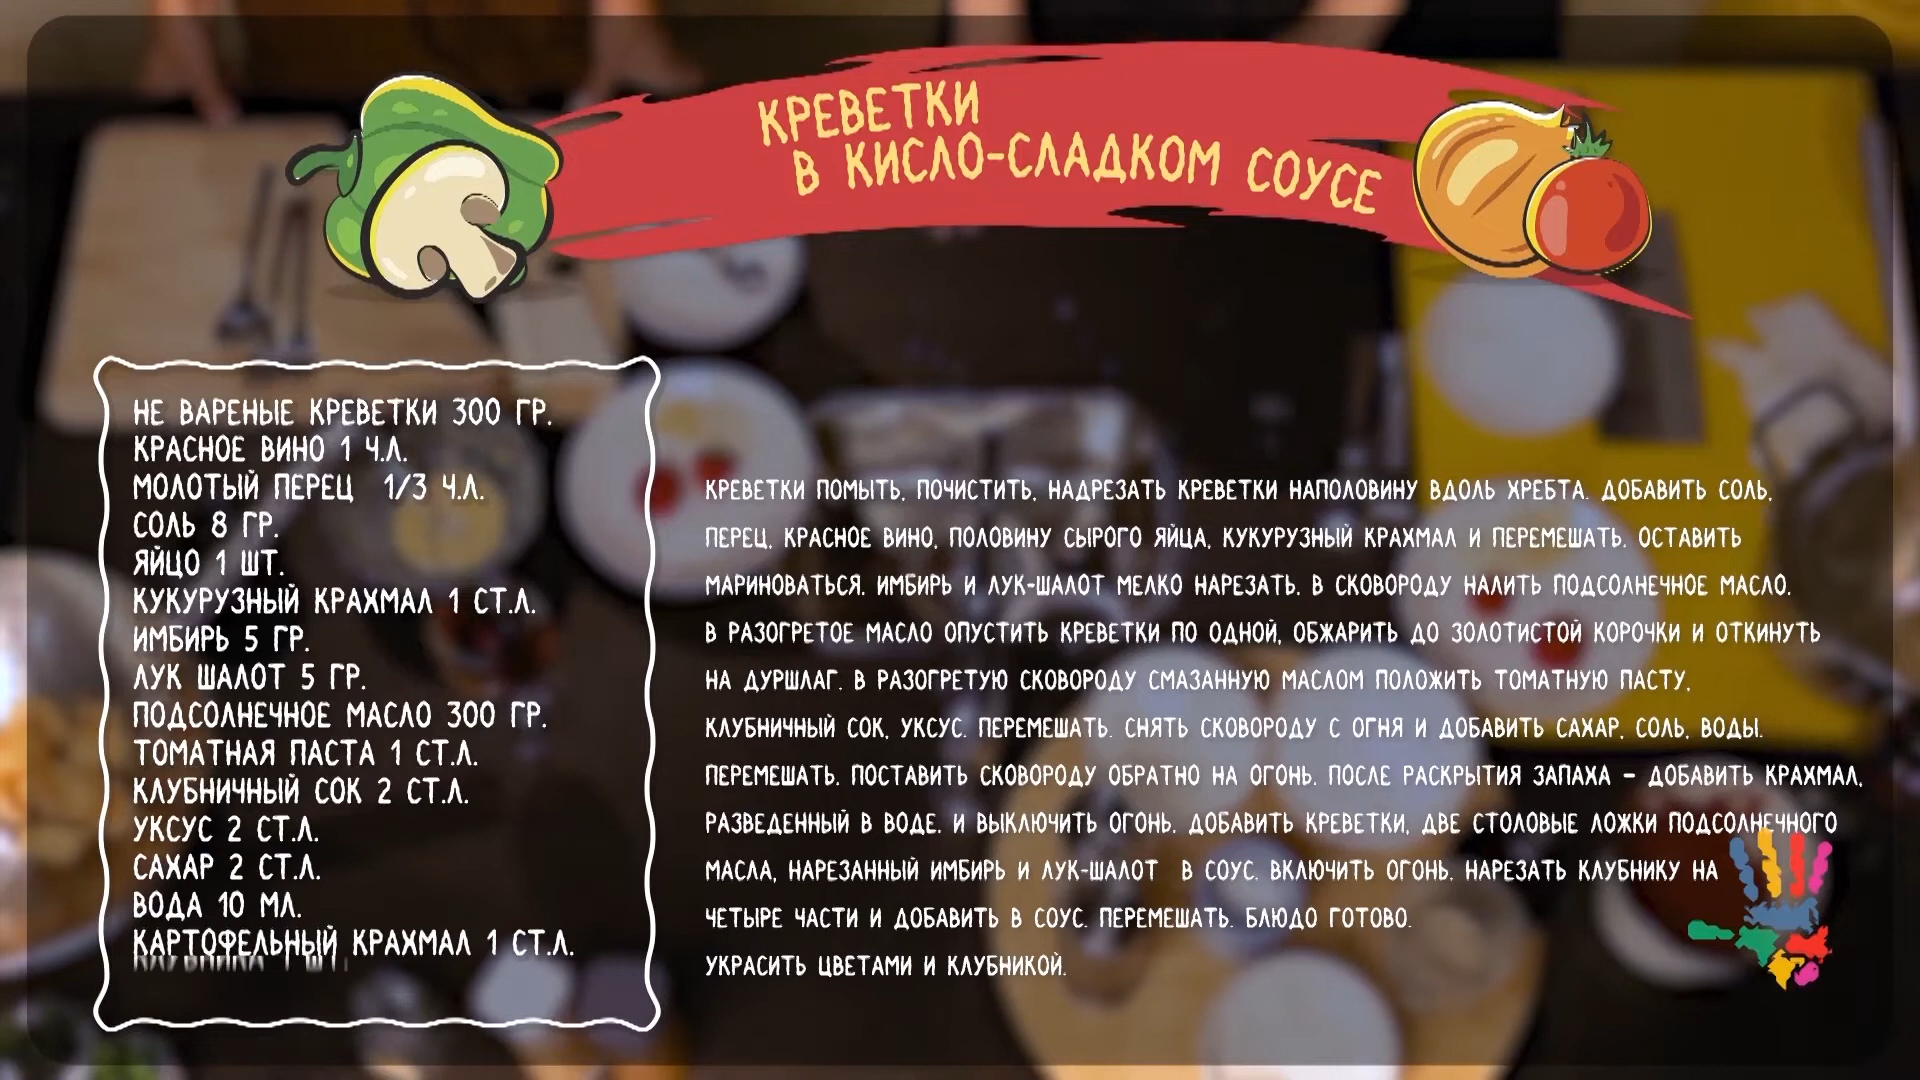 КРЕВЕТКИ
В КИСЛО-СЛАДКОМ СОУСЕ
НЕ ВАРЕНЫЕ КРЕВЕТКИ 300 ГР.
КРАСНОЕ ВИНО 1 Ч.Л.
МОЛОТЫЙ ПЕРЕЦ 1/3 Ч.Л.
СОЛЬ 8 ГР.
ЯЙЦО 1 ШТ.
КУКУРУЗНЫЙ КРАХМАЛ 1 СТ.Л.
ИМБИРЬ 5 ГР.
ЛУК ШАЛОТ 5 ГР.
ПОДСОЛНЕЧНОЕ МАСЛО 300 ГР.
ТОМАТНАЯ ПАСТА 1 СТ.Л.
КЛУБНИЧНЫЙ СОК 2 СТ.Л.
УКСУС 2 СТ.Л.
САХАР 2 СТ.Л.
ВОДА 10 МЛ.
КАРТОФЕЛЬНЫЙ КРАХМАЛ 1 СТ.Л.
КРЕВЕТКИ ПОМЫТЬ, ПОЧИСТИТЬ, НАДРЕЗАТЬ КРЕВЕТКИ НАПОЛОВИНУ ВДОЛЬ ХРЕБТА. ДОБАВИТЬ СОЛЬ,
ПЕРЕЦ, КРАСНОЕ ВИНО, ПОЛОВИНУ СЫРОГО ЯЙЦА, КУКУРУЗНЫЙ КРАХМАЛ И ПЕРЕМЕШАТЬ. ОСТАВИТЬ
МАРИНОВАТЬСЯ. ИМБИРЬ И ЛУК-ШАЛОТ МЕЛКО НАРЕЗАТЬ. В СКОВОРОДУ НАЛИТЬ ПОДСОЛНЕЧНОЕ МАСЛО.
В РАЗОГРЕТОЕ МАСЛО ОПУСТИТЬ КРЕВЕТКИ ПО ОДНОЙ, ОБЖАРИТЬ ДО ЗОЛОТИСТОЙ КОРОЧКИ И ОТКИНУТЬ
НА ДУРШЛАГ. В РАЗОГРЕТУЮ СКОВОРОДУ СМАЗАННУЮ МАСЛОМ ПОЛОЖИТЬ ТОМАТНУЮ ПАСТУ,
КЛУБНИЧНЫЙ СОК, УКСУС. ПЕРЕМЕШАТЬ. СНЯТЬ СКОВОРОДУ С ОГНЯ И ДОБАВИТЬ САХАР, СОЛЬ, ВОДЫ.
ПЕРЕМЕШАТЬ. ПОСТАВИТЬ СКОВОРОДУ ОБРАТНО НА ОГОНЬ. ПОСЛЕ РАСКРЫТИЯ ЗАПАХА - ДОБАВИТЬ КРАХМАЛ,
РАЗВЕДЕННЫЙ В ВОДЕ. И ВЫКЛЮЧИТЬ ОГОНЬ. ДОБАВИТЬ КРЕВЕТКИ, ДВЕ СТОЛОВЫЕ ЛОЖКИ ПОДСОЛНЕЧНОГО
МАСЛА, НАРЕЗАННЫЙ ИМБИРЬ И ЛУК-ШАЛОТ В СОУС. ВКЛЮЧИТЬ ОГОНЬ. НАРЕЗАТЬ КЛУБНИКУ НА
ЧЕТЫРЕ ЧАСТИ И ДОБАВИТЬ В СОУС. ПЕРЕМЕШАТЬ. БЛЮДО ГОТОВО.
УКРАСИТЬ ЦВЕТАМИ И КЛУБНИКОЙ.